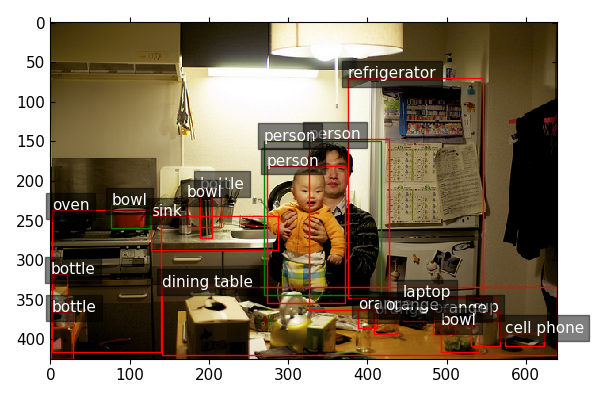 0
50
100
150
200
250
300
350
400
0
100
200
300
400
500
600
refrigerator
person
person
person
bottle
bowl
bowl
oven
sink
bottle
dining table
laptop
bottle
orange
orange
orange
cup
bowl
cell phone